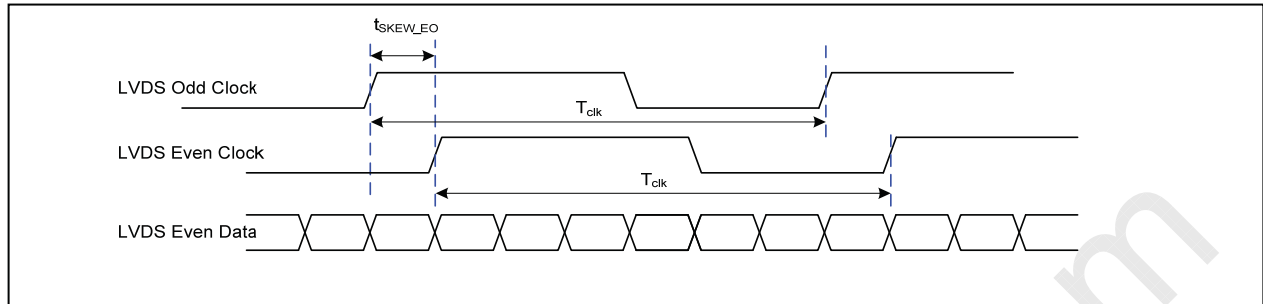 tSKEW_EO
LVDS Odd Clock
Tclk
LVDS Even Clock
Tclk
LVDS Even Data
m